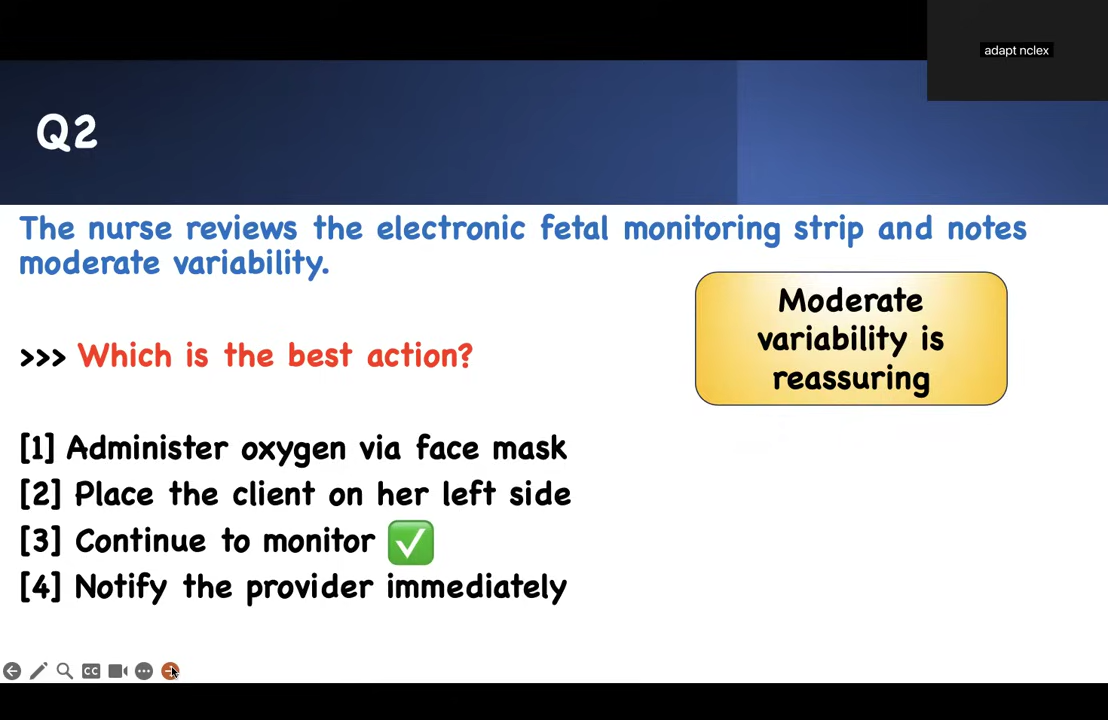 adapt nclex
Q2
The nurse reviews the electronic fetal monitoring strip and notes
moderate variability.
Moderate
variability is
reassuring
>>> Which is the best action?
[1] Administer oxygen via face mask
[2] Place the client on her left side
[3] Continue to monitor ✅
[4] Notify the provider immediately
CC